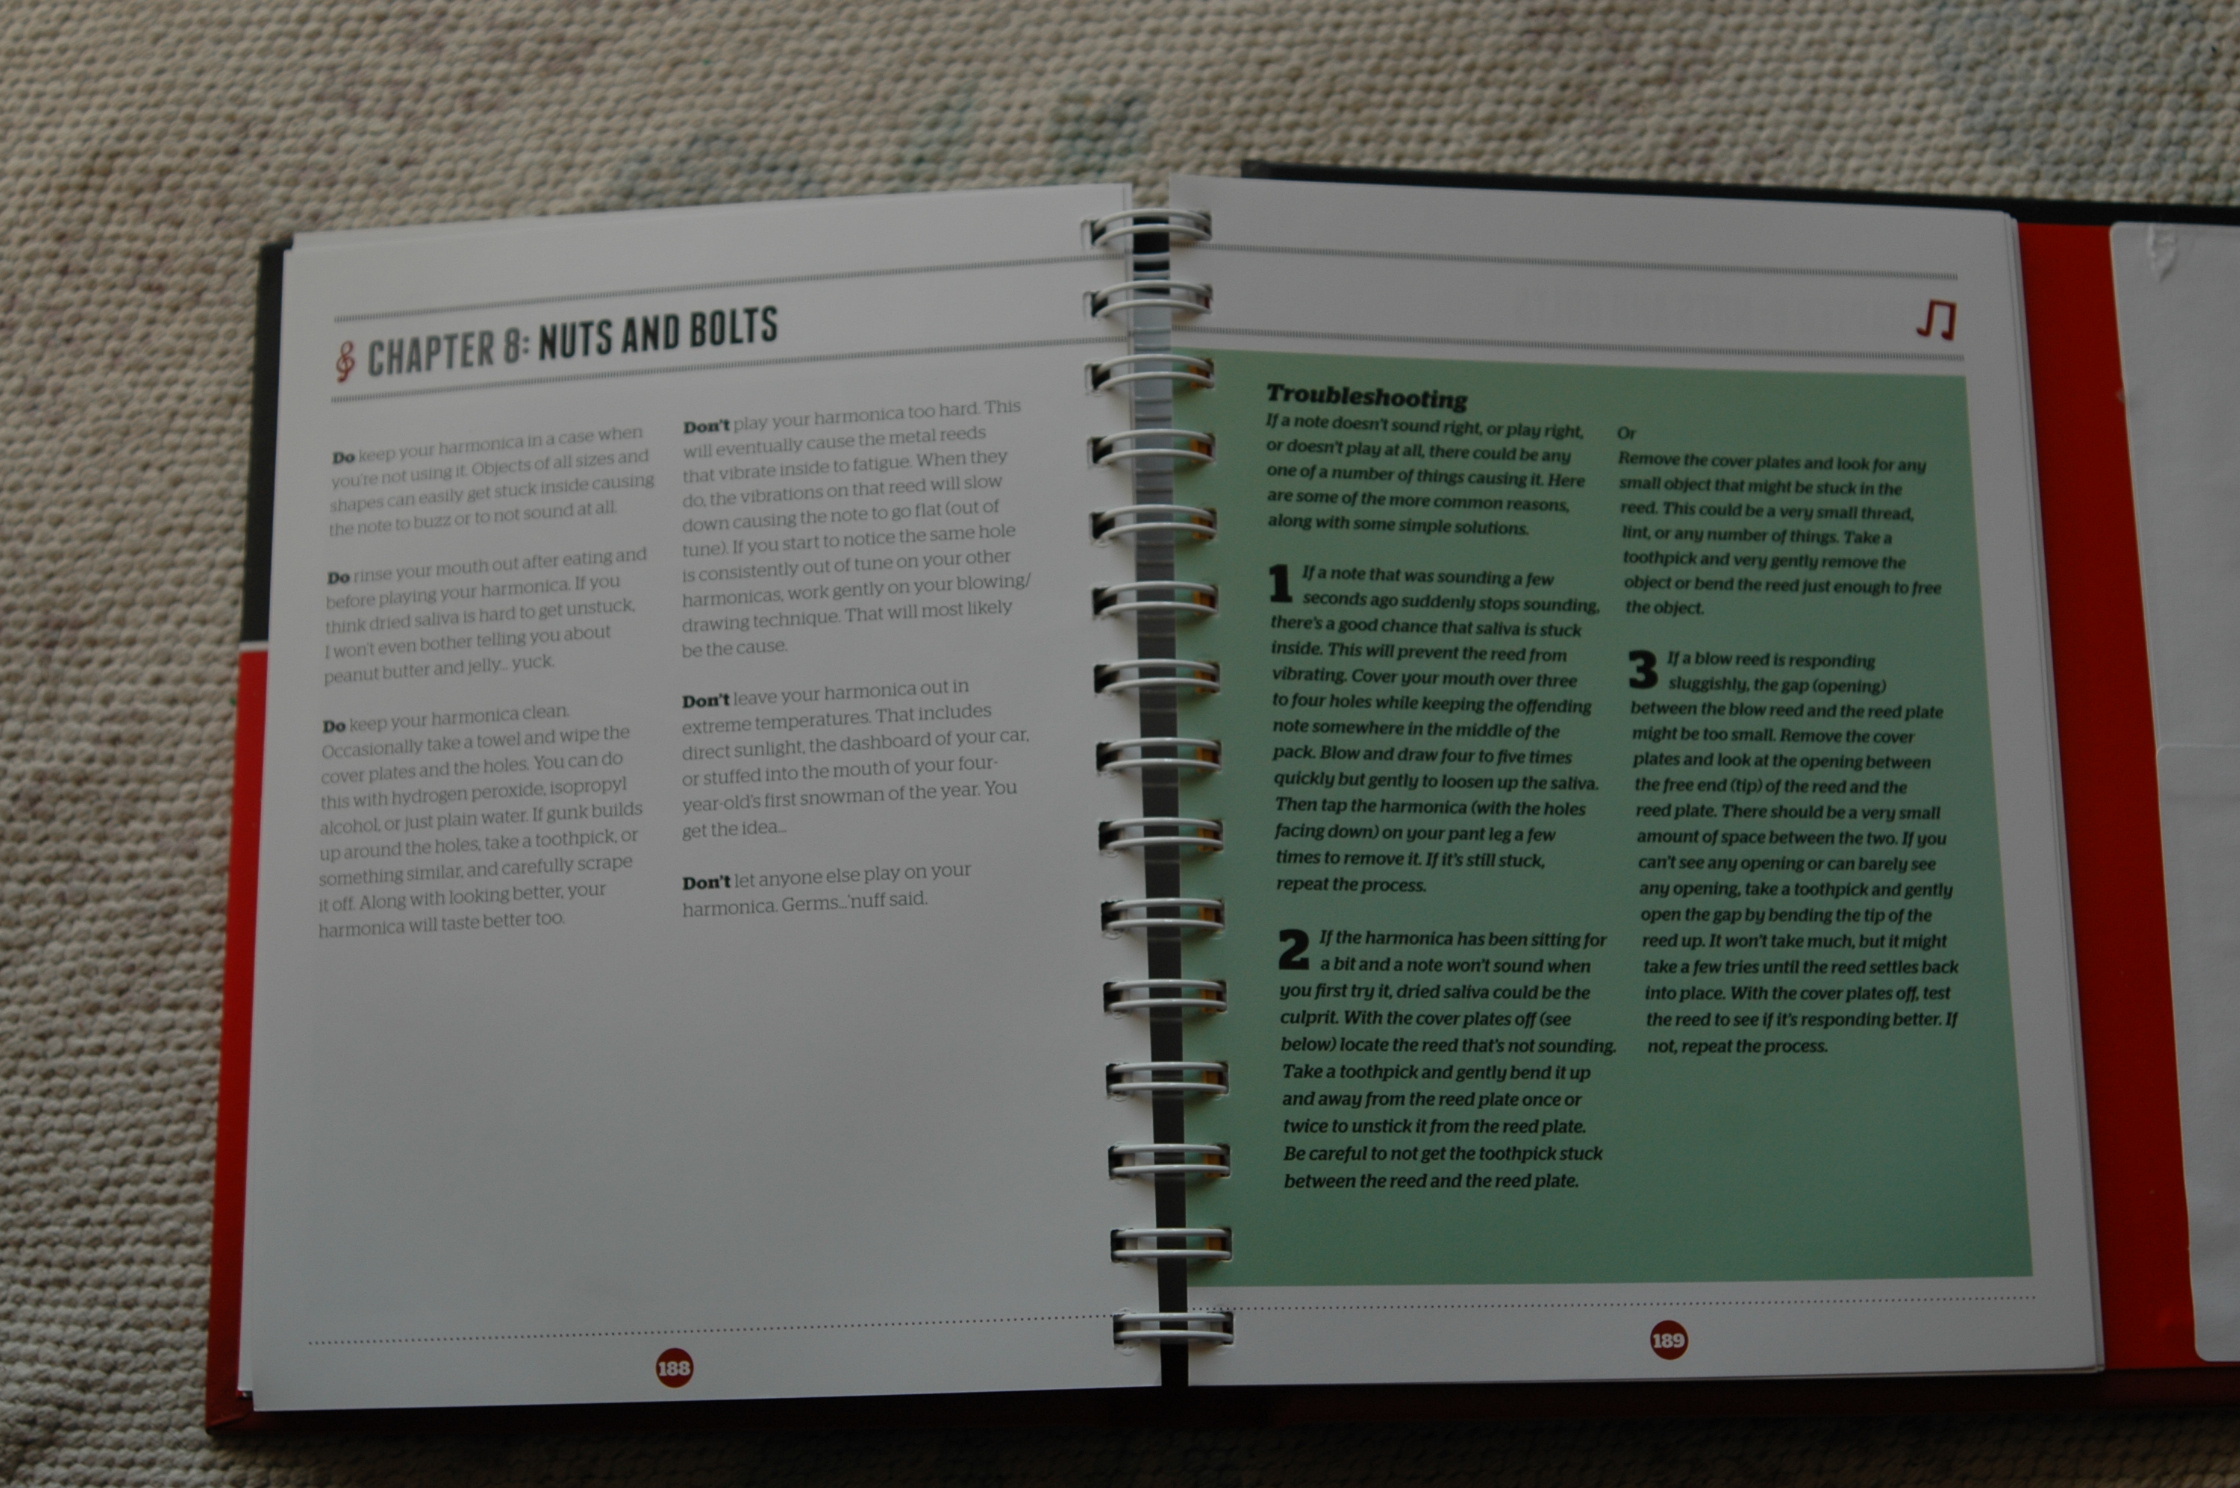 CHAPTER 8: NUTS AND BOLTS
Do keep your harmonica in a case when
you're not using it. Objects of all sizes and
shapes can easily get stuck inside causing
the note to buzz or to not sound at all.
Do rinse your mouth out after eating and
before playing your harmonica. If you
think dried saliva is hard to get unstuck,
I won't even bother telling you about
peanut butter and jelly... yuck.
Do keep your harmonica clean.
Occasionally take a towel and wipe the
cover plates and the holes. You can do
this with hydrogen peroxide, isopropyl
alcohol, or just plain water. If gunk builds
up around the holes, take a toothpick, or
something similar, and carefully scrape
it off. Along with looking better, your
harmonica will taste better too.
Don't play your harmonica too hard. This
will eventually cause the metal reeds
that vibrate inside to fatigue. When they
do, the vibrations on that reed will slow
down causing the note to go flat (out of
tune). If you start to notice the same hole
is consistently out of tune on your other
harmonicas, work gently on your blowing/
drawing technique. That will most likely
be the cause.
Don't leave your harmonica out in
extreme temperatures. That includes
direct sunlight, the dashboard of your car,
or stuffed into the mouth of your four-
year-old's first snowman of the year. You
get the idea...
Don't let anyone else play on your
harmonica. Germs... 'nuff said.
188
Troubleshooting
If a note doesn't sound right, or play right,
or doesn't play at all, there could be any
one of a number of things causing it. Here
are some of the more common reasons,
along with some simple solutions.
1 If a note that was sounding a few
seconds ago suddenly stops sounding,
there's a good chance that saliva is stuck
inside. This will prevent the reed from
vibrating. Cover your mouth over three
to four holes while keeping the offending
note somewhere in the middle of the
pack. Blow and draw four to five times
quickly but gently to loosen up the saliva.
Then tap the harmonica (with the holes
facing down) on your pant leg a few
times to remove it. If it's still stuck,
repeat the process.
2 If the harmonica has been sitting for
a bit and a note won't sound when
you first try it, dried saliva could be the
culprit. With the cover plates off (see
below) locate the reed that's not sounding.
Take a toothpick and gently bend it up
and away from the reed plate once or
twice to unstick it from the reed plate.
Be careful to not get the toothpick stuck
between the reed and the reed plate.
Or
Remove the cover plates and look for any
small object that might be stuck in the
reed. This could be a very small thread,
lint, or any number of things. Take a
toothpick and very gently remove the
object or bend the reed just enough to free
the object.
3 If a blow reed is responding
sluggishly, the gap (opening)
between the blow reed and the reed plate
might be too small. Remove the cover
plates and look at the opening between
the free end (tip) of the reed and the
reed plate. There should be a very small
amount of space between the two. If you
can't see any opening or can barely see
any opening, take a toothpick and gently
open the gap by bending the tip of the
reed up. It won't take much, but it might
take a few tries until the reed settles back
into place. With the cover plates off, test
the reed to see if it's responding better. If
not, repeat the process.
189